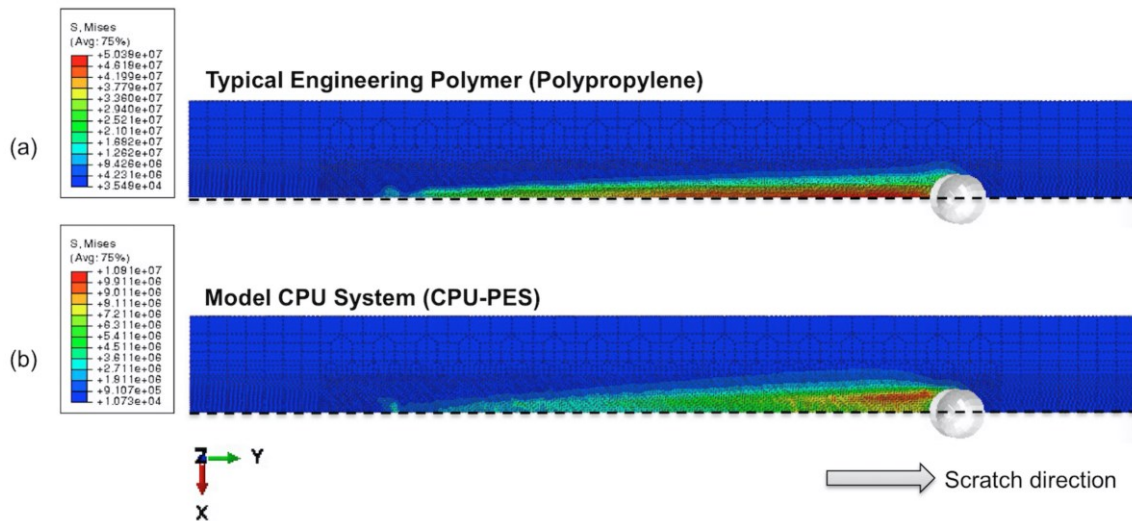 S, Mises
(Avg: 75%)
+5.039e+07
+4.619e+07
+4.199e+07
+3.779e+07
+3.360e+07
+2.940e+07
+2.521e+07
+2.101e+07
+1.682e+07
+1.262e+07
+8.426e+06
+4.231e+06
+3.549e+04
Typical Engineering Polymer (Polypropylene)
(a)
S, Mises
(Avg: 75%)
+1.081e+07
+9.911e+06
+9.011e+06
+8.111e+06
+7.211e+06
+6.311e+06
+5.411e+06
+4.511e+06
+3.611e+06
+2.711e+06
+1.811e+06
+9.107e+05
+1.073e+04
Model CPU System (CPU-PES)
(b)
Z Y
X
Scratch direction